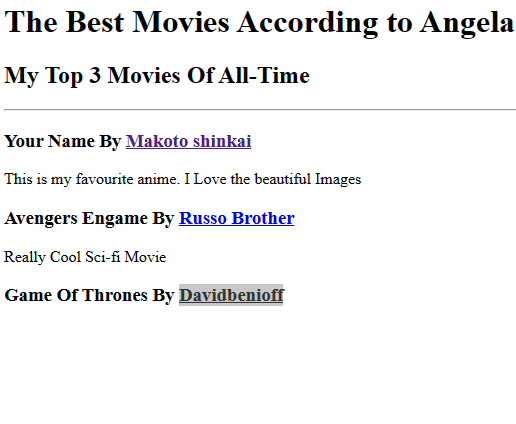 The Best Movies According to Angela
My Top 3 Movies Of All-Time
Your Name By Makoto shinkai
This is my favourite anime. I Love the beautiful Images
Avengers Engame By Russo Brother
Really Cool Sci-fi Movie
Game Of Thrones By Davidbenioff